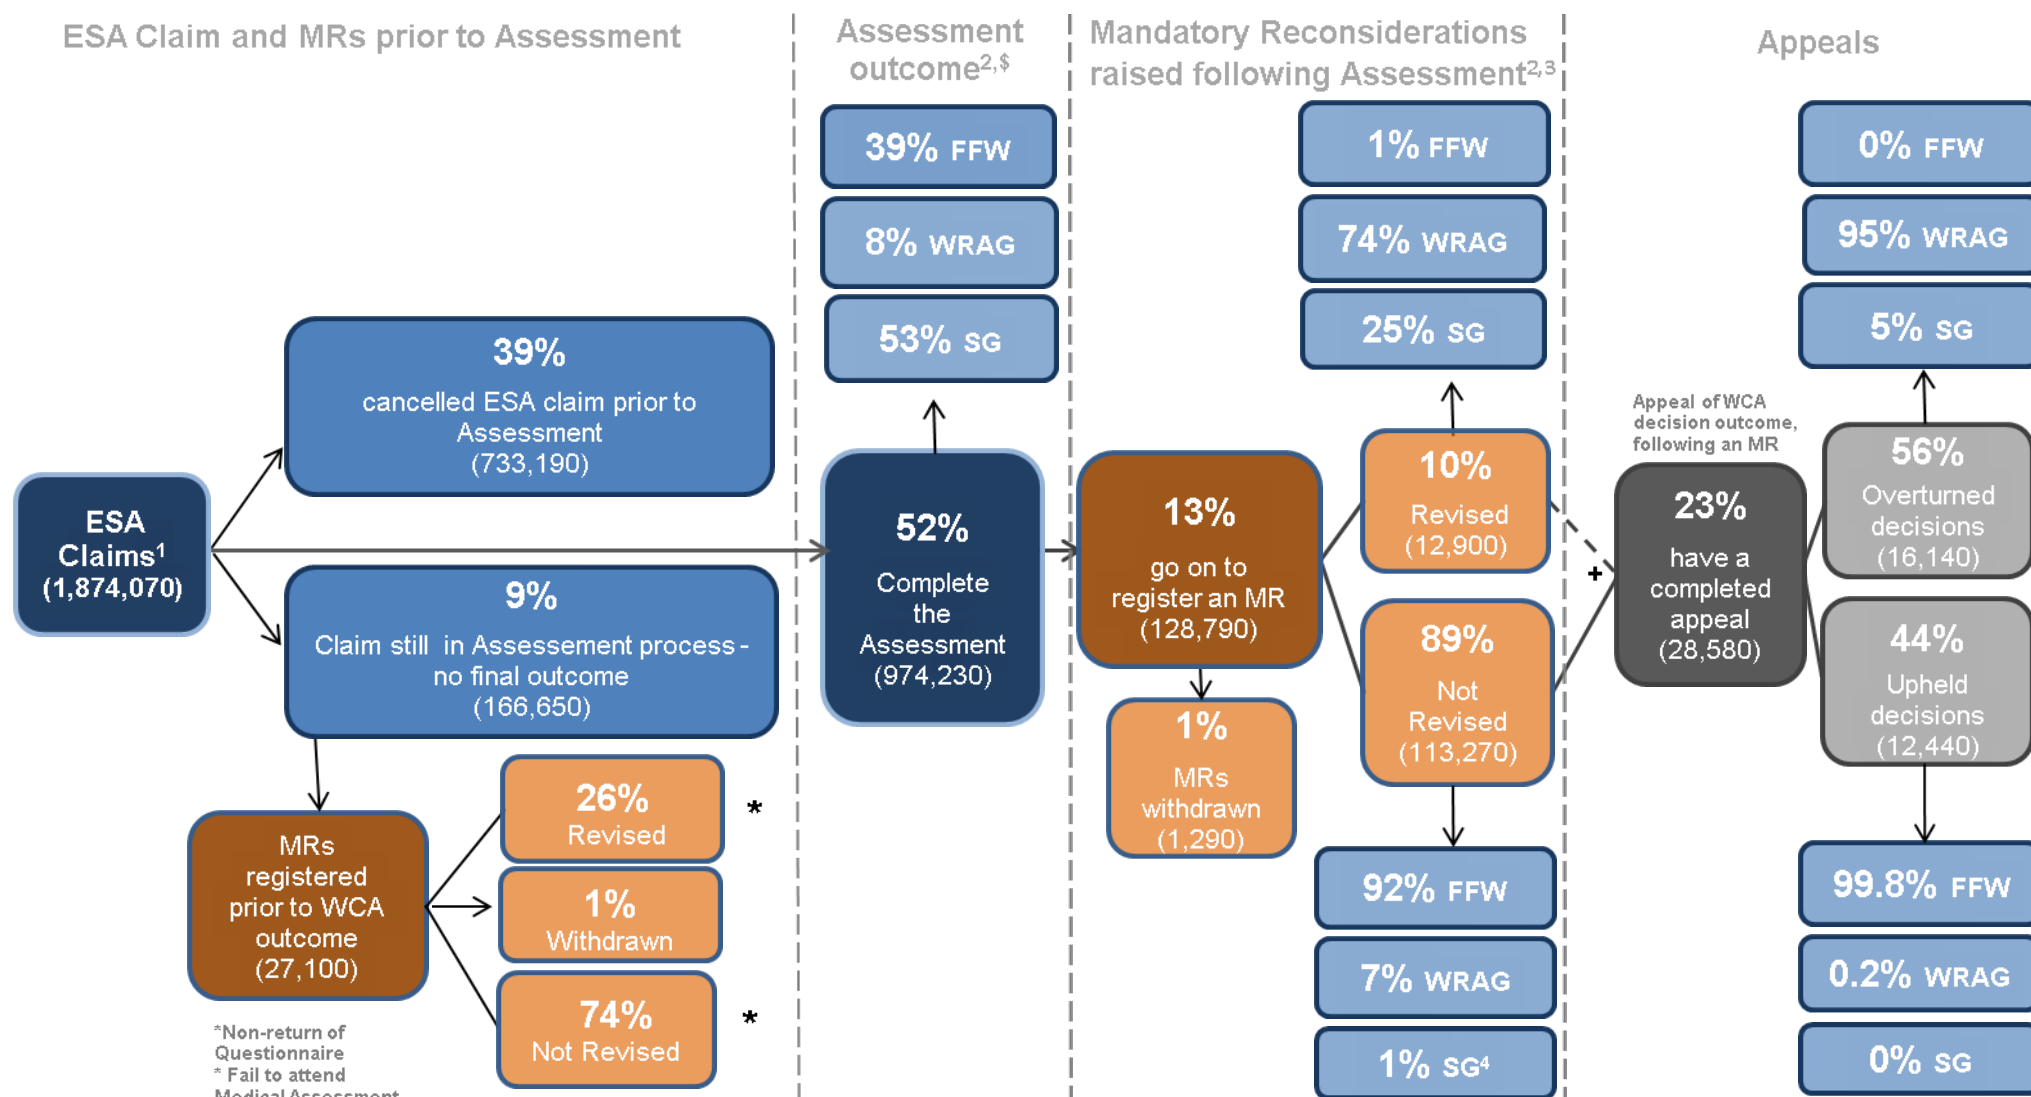 ESA Claim and MRs prior to Assessment
Assessment
outcome2,$
Mandatory Reconsiderations
raised following Assessment2,3
Appeals
39% FFW
8% WRAG
53% SG
1% FFW
74% WRAG
25% SG
0% FFW
95% WRAG
5% SG
39%
cancelled ESA claim prior to
Assessment
(733,190)
ESA
Claims1
(1,874,070)
9%
Claim still in Assessement process -
no final outcome
(166,650)
MRs
registered
prior to WCA
outcome
(27,100)
26%
Revised
*
1%
Withdrawn
74%
Not Revised
*
*Non-return of
Questionnaire
* Fail to attend
Medical Assessment
52%
Complete
the
Assessment
(974,230)
13%
go on to
register an MR
(128,790)
1%
MRs
withdrawn
(1,290)
10%
Revised
(12,900)
89%
Not
Revised
(113,270)
92% FFW
7% WRAG
1% SG4
+
Appeal of WCA
decision outcome,
following an MR
23%
have a
completed
appeal
(28,580)
56%
Overturned
decisions
(16,140)
44%
Upheld
decisions
(12,440)
99.8% FFW
0.2% WRAG
0% SG